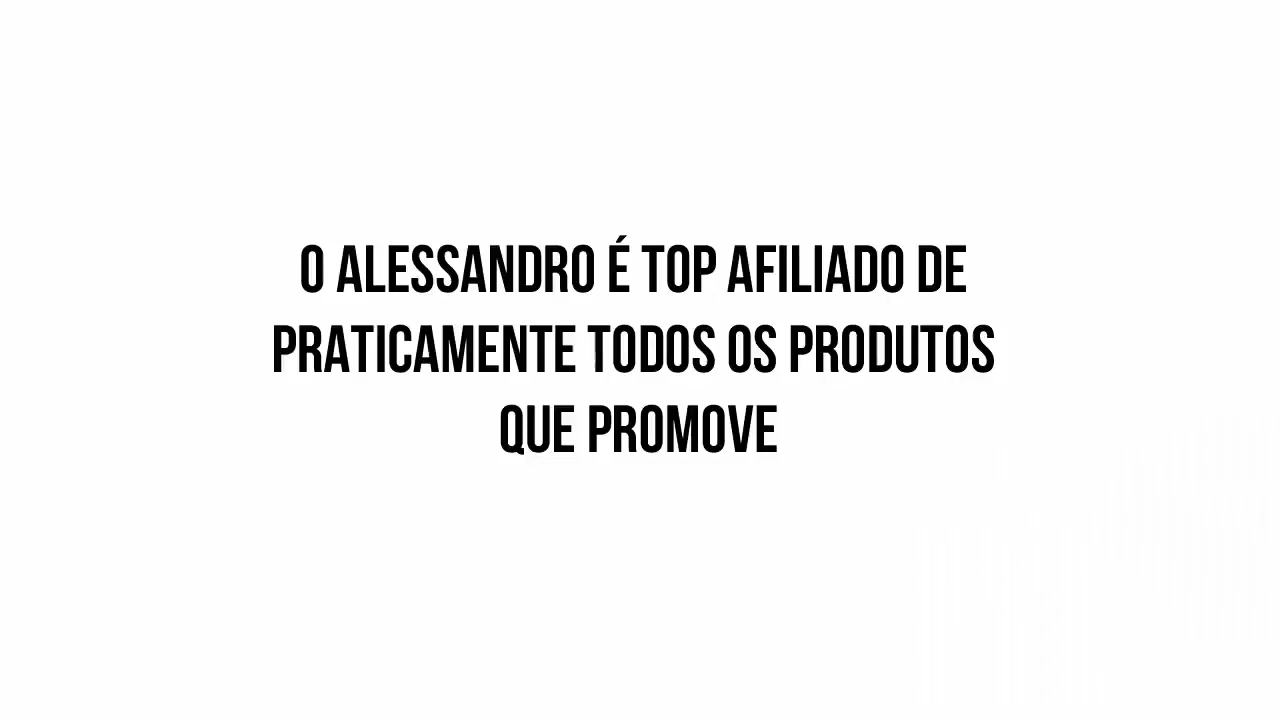 O ALESSANDRO É TOP AFILIADO DE
PRATICAMENTE TODOS OS PRODUTOS
QUE PROMOVE